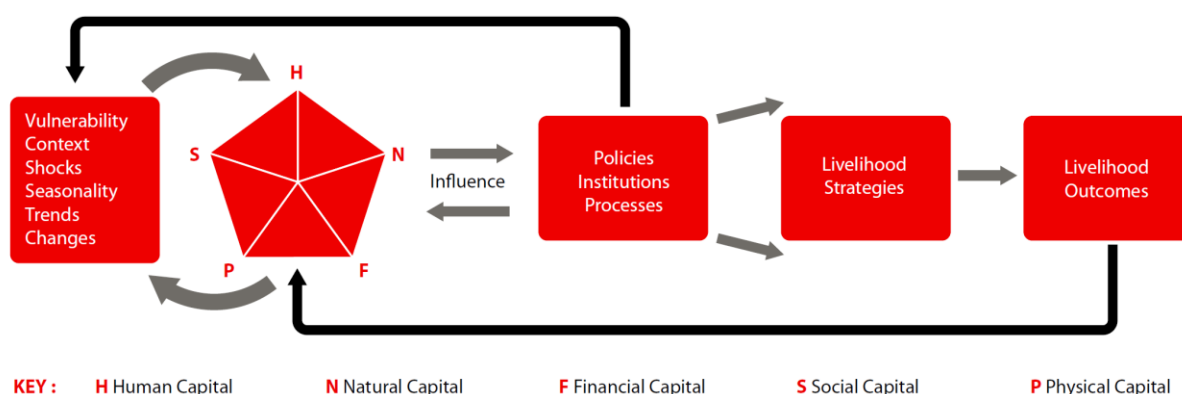 H
Vulnerability
Context
Shocks
Seasonality
Trends
Changes
S
N
Influence
P
F
Policies
Institutions
Processes
Livelihood
Strategies
Livelihood
Outcomes
KEY : H Human Capital N Natural Capital F Financial Capital S Social Capital P Physical Capital